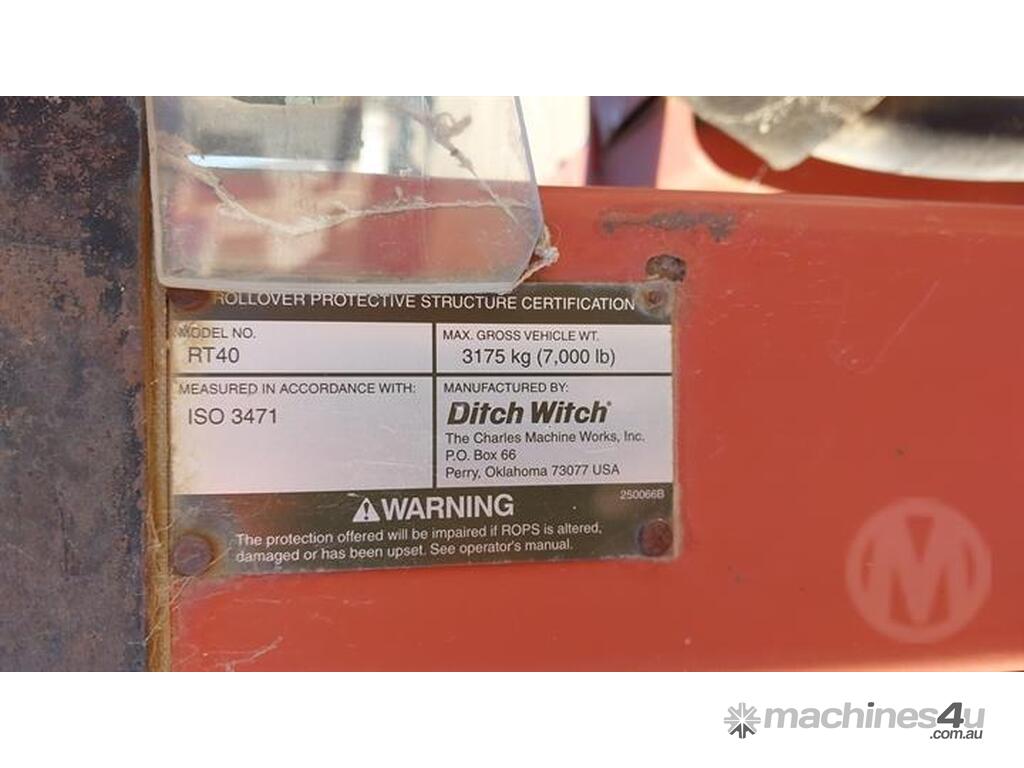 ROLLOVER PROTECTIVE STRUCTURE CERTIFICATION
MODEL NO.
RT40
MAX. GROSS VEHICLE WT.
3175 kg (7,000 lb)
MEASURED IN ACCORDANCE WITH:
ISO 3471
MANUFACTURED BY:
Ditch Witch®
The Charles Machine Works, Inc.
P.O. Box 66
Perry, Oklahoma 73077 USA
250066B
WARNING
The protection offered will be impaired if ROPS is altered,
damaged or has been upset. See operator's manual.
M
machines4u
.com.au